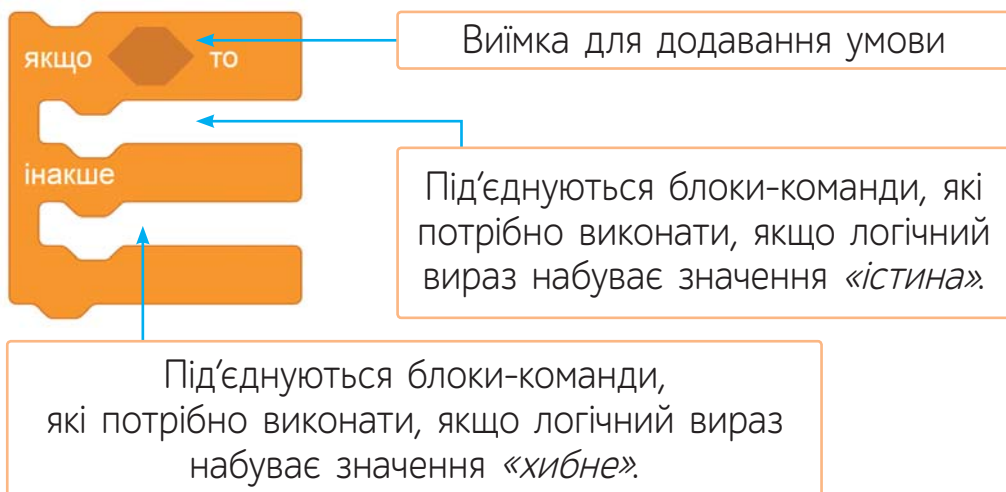 якщо то
Виїмка для додавання умови
інакше
Під’єднуються блоки-команди, які
потрібно виконати, якщо логічний
вираз набуває значення «істина».
Під’єднуються блоки-команди,
які потрібно виконати, якщо логічний вираз
набуває значення «хибне».